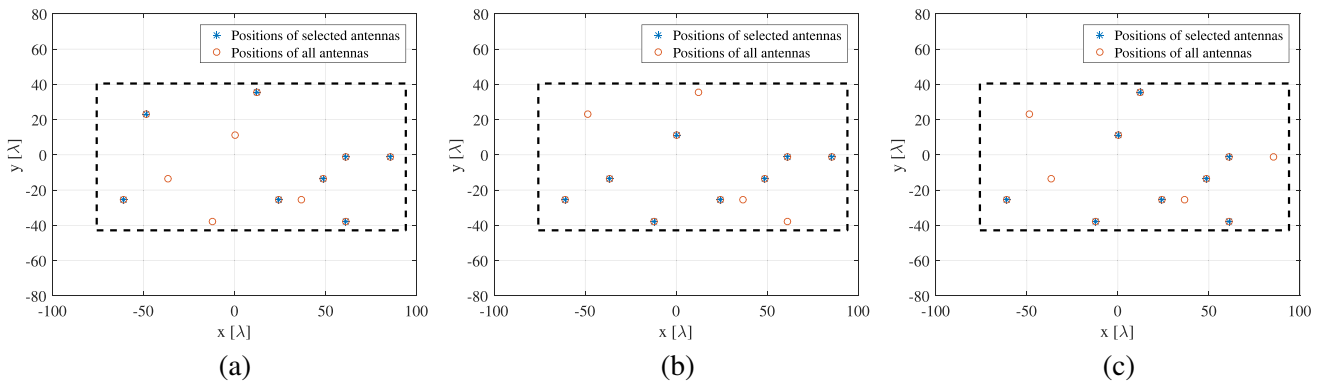 80
60
40
20
0
-20
-40
-60
-80
y [λ]
-100
-50
0
50
100
x [λ]
Positions of selected antennas
Positions of all antennas
(a)
80
60
40
20
0
-20
-40
-60
-80
y [λ]
-100
-50
0
50
100
x [λ]
Positions of selected antennas
Positions of all antennas
(b)
80
60
40
20
0
-20
-40
-60
-80
y [λ]
-100
-50
0
50
100
x [λ]
Positions of selected antennas
Positions of all antennas
(c)